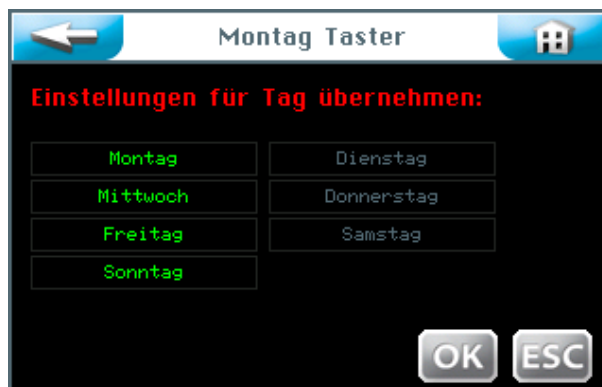 Montag Taster
Einstellungen für Tag übernehmen:
Montag Dienstag
Mittwoch Donnerstag
Freitag Samstag
Sonntag
OK ESC